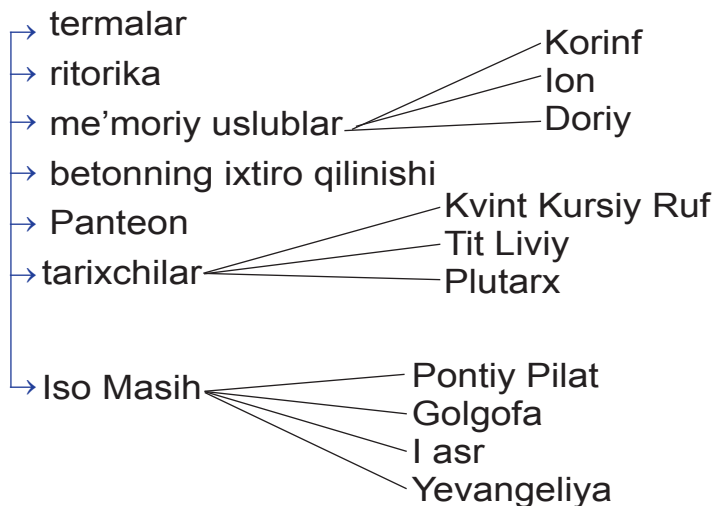 termalar
ritorika
me’moriy uslublar
Korinf
Ion
Doriy
betonning ixtiro qilinishi
Panteon
tarixchilar
Kvint Kursiy Ruf
Tit Liviy
Plutarx
Iso Masih
Pontiy Pilat
Golgofa
I asr
Yevangeliya